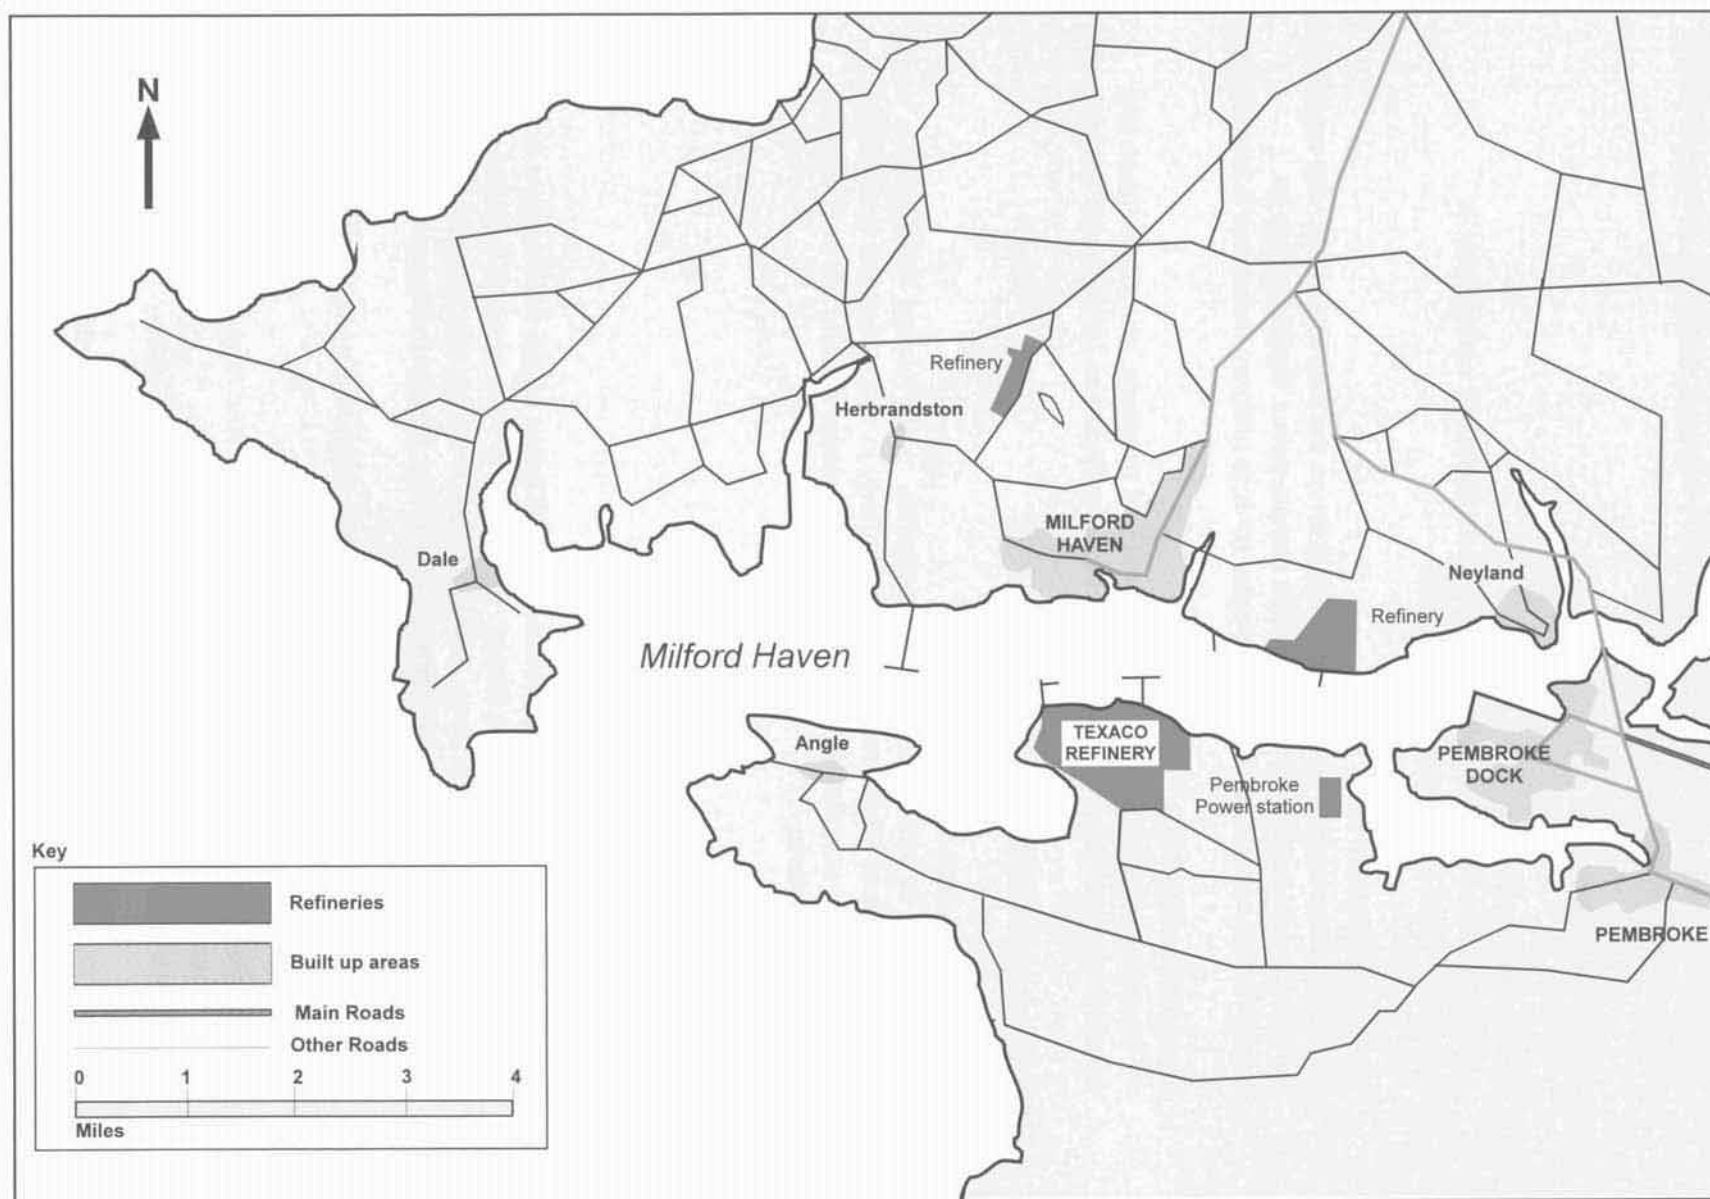 N
Refinery
Herbrandston
MILFORD
HAVEN
Dale
Neyland
Refinery
Milford Haven
Angle
TEXACO
REFINERY
PEMBROKE
DOCK
Pembroke
Power station
PEMBROKE
Key
Refineries
Built up areas
Main Roads
Other Roads
0 1 2 3 4
Miles